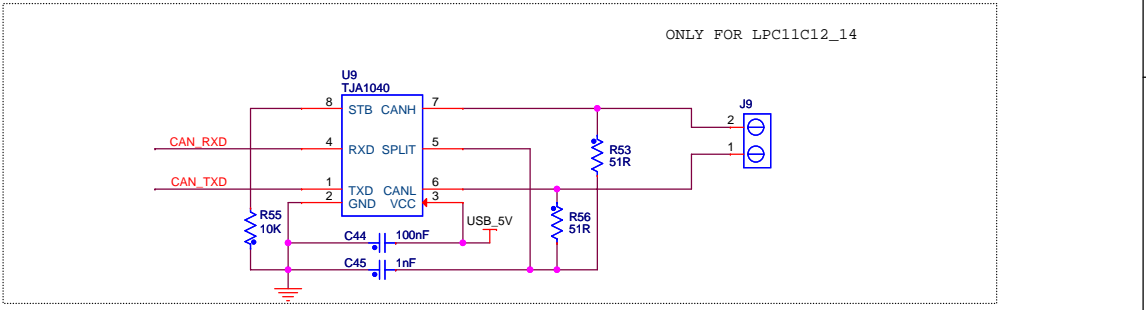 ONLY FOR LPC11C12_14
U9
TJA1040
J9
8 STB CANH 7
2
CAN_RXD 4 RXD SPLIT 5
R53
51R
1
CAN_TXD 1 TXD CANL 6
2 GND VCC 3
R55
10K
USB_5V
R56
51R
C44 100nF
C45 1nF